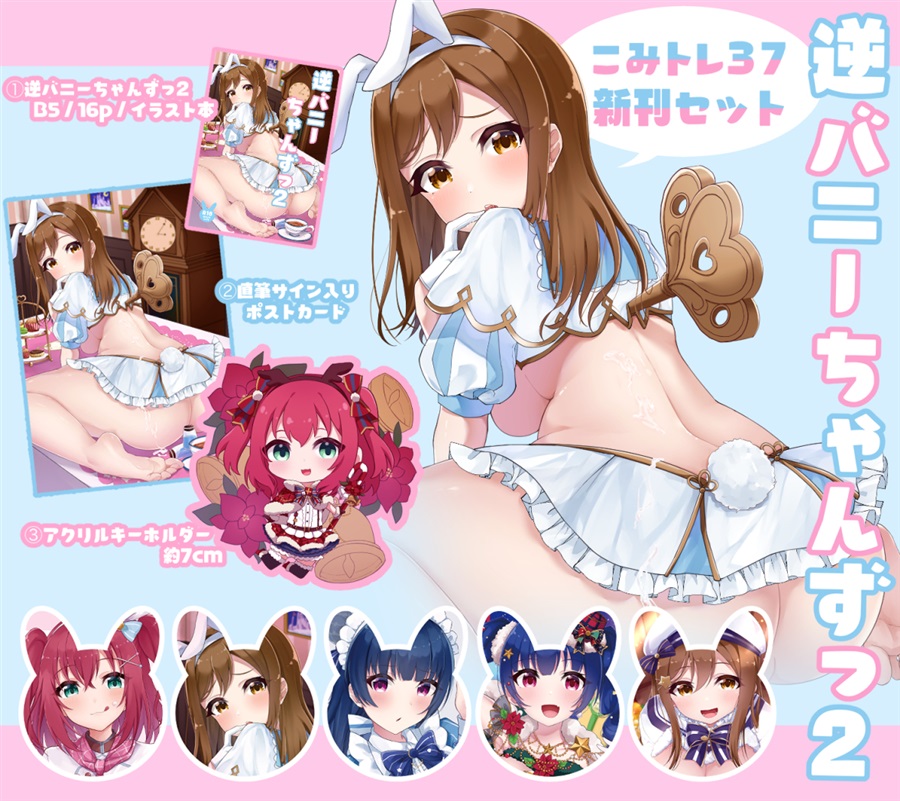 こみトレ37
新刊セット
逆バニーちゃんずっ2
①逆バニーちゃんずっ2
B5/16p/イラスト本
逆バニー
ちゃんずっ2
②直筆サイン入り
ポストカード
③アクリルキーホルダー
約7cm